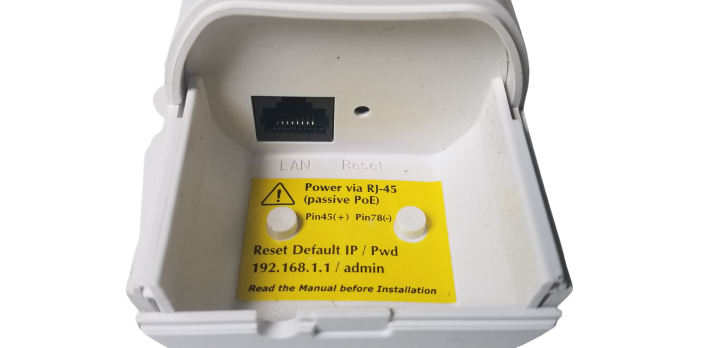 LAN Reset
Power via RJ-45
(passive PoE)
Pin45(+) Pin78(-)
Reset Default IP / Pwd
192.168.1.1 / admin
Read the Manual before Installation